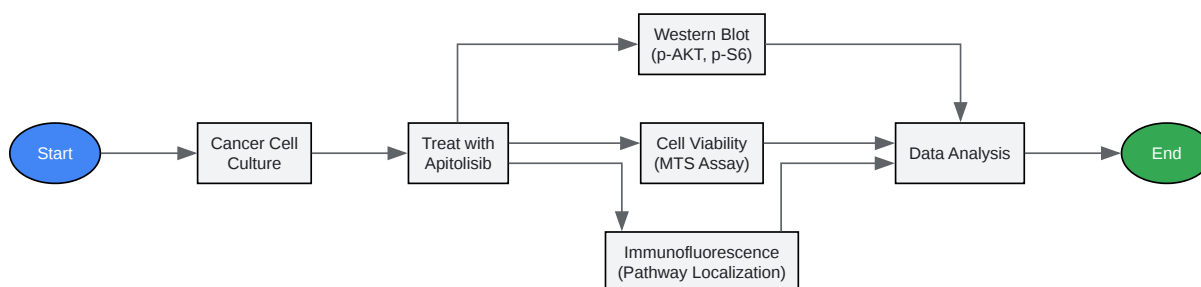 Start
Cancer Cell
Culture
Treat with
Apitolisib
Western Blot
(p-AKT, p-S6)
Cell Viability
(MTS Assay)
Immunofluorescence
(Pathway Localization)
Data Analysis
End